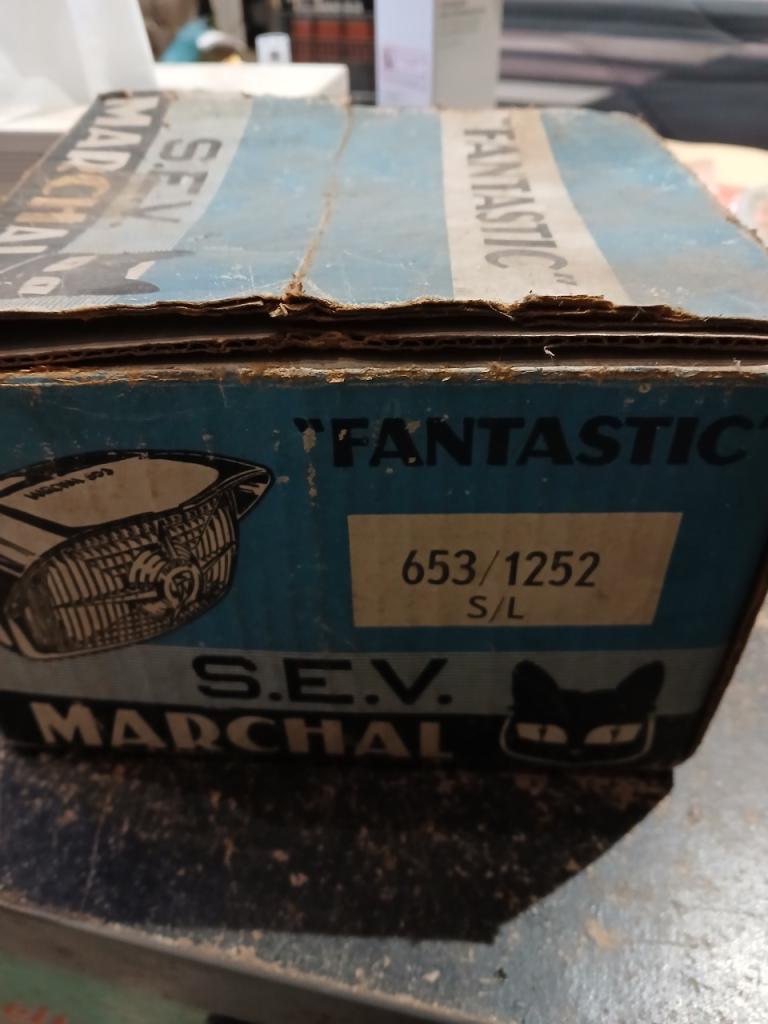 MARCHAL
S.E.V.
"FANTASTIC"
"FANTASTIC"
653/1252
S/L
S.E.V.
MARCHAL